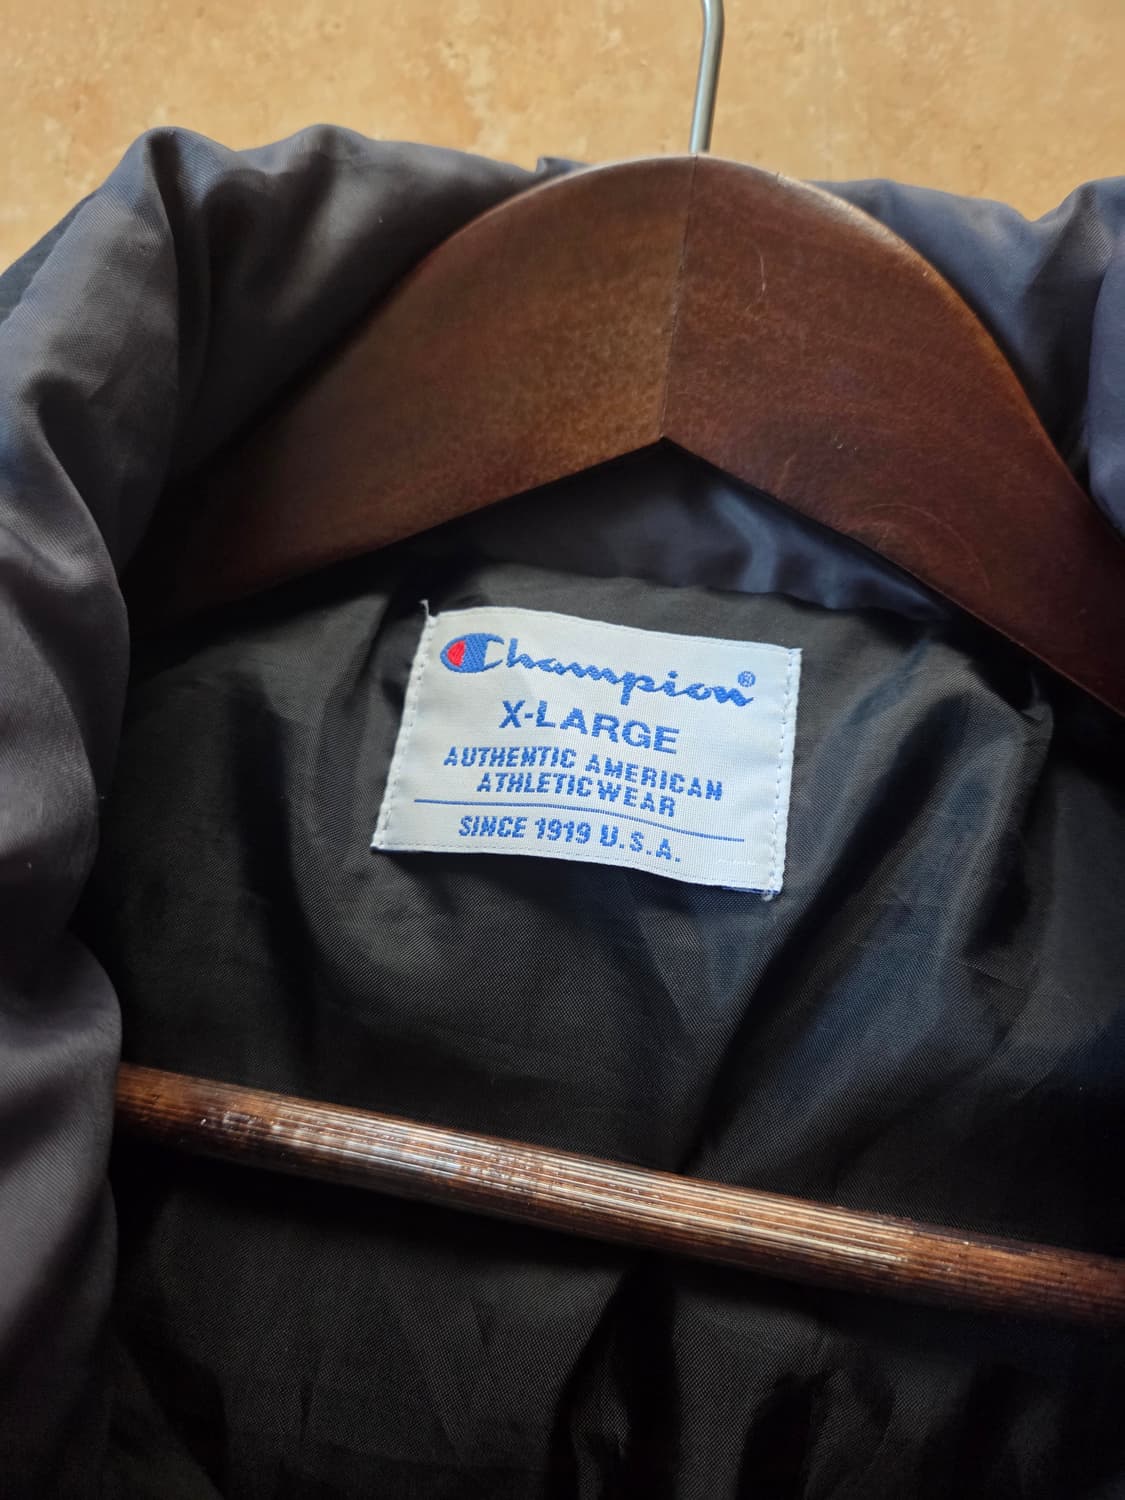 Champion®
X-LARGE
AUTHENTIC AMERICAN
ATHLETICWEAR
SINCE 1919 U.S.A.